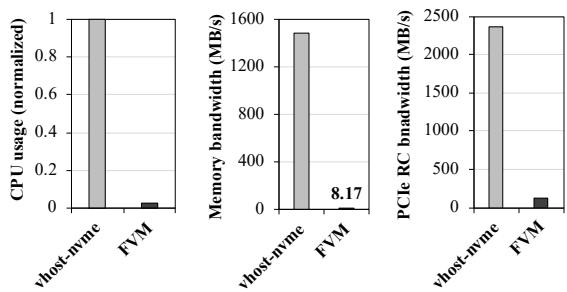 CPU usage (normalized)
1
0.8
0.6
0.4
0.2
0
vhost-nvme
FVM
Memory bandwidth (MB/s)
1600
1200
800
400
0
8.17
vhost-nvme
FVM
PCIe RC bnadwidth (MB/s)
2500
2000
1500
1000
500
0
vhost-nvme
FVM